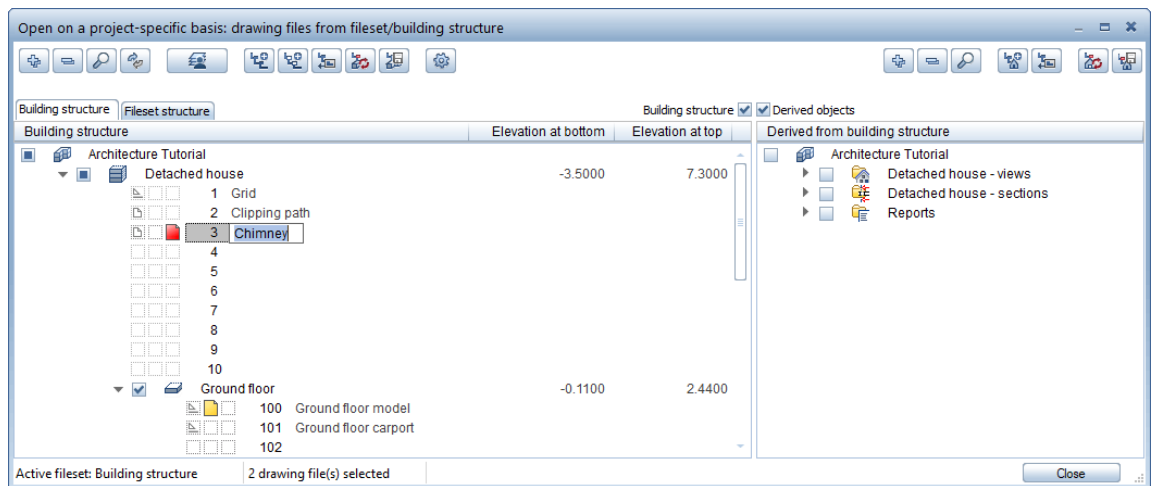 Open on a project-specific basis: drawing files from fileset/building structure
Building structure Fileset structure Building structure Derived objects
Building structure Elevation at bottom Elevation at top Derived from building structure
Architecture Tutorial Architecture Tutorial
Detached house -3.5000 7.3000 Detached house - views
1 Grid Detached house - sections
2 Clipping path Reports
3 Chimney
4
5
6
7
8
9
10
Ground floor -0.1100 2.4400
100 Ground floor model
101 Ground floor carport
102
Active fileset: Building structure 2 drawing file(s) selected Close